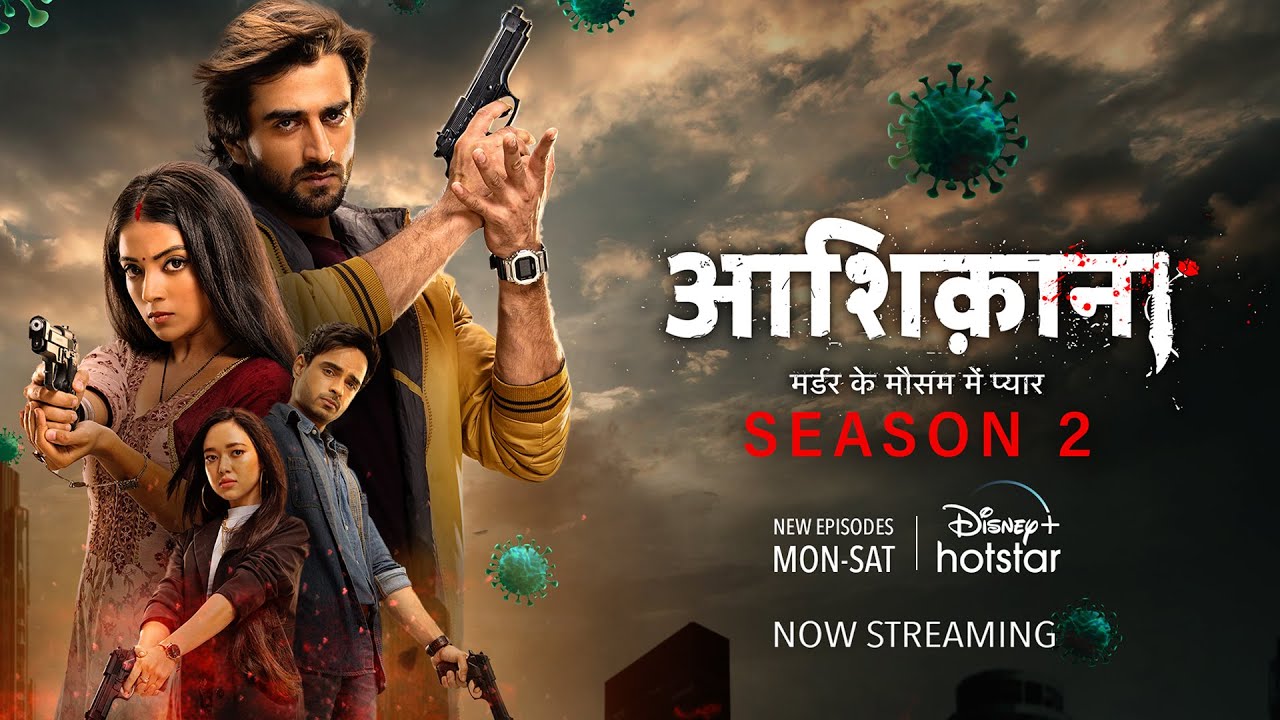 आशिक़ाना
मर्डर के मौसम में प्यार
SEASON 2
NEW EPISODES
MON-SAT
Disney+
hotstar
NOW STREAMING